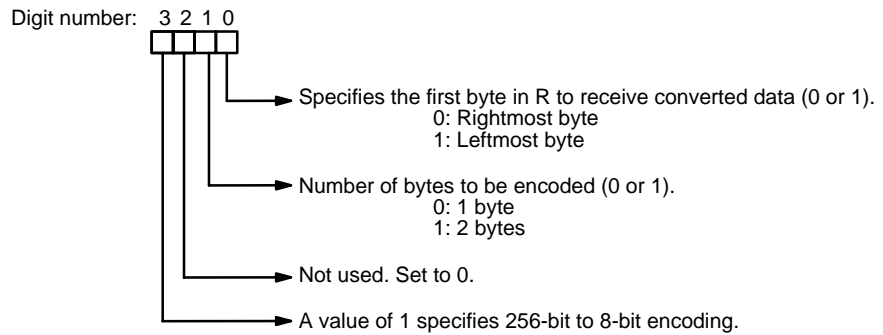 Digit number: 3 2 1 0
Specifies the first byte in R to receive converted data (0 or 1).
0: Rightmost byte
1: Leftmost byte
Number of bytes to be encoded (0 or 1).
0: 1 byte
1: 2 bytes
Not used. Set to 0.
A value of 1 specifies 256-bit to 8-bit encoding.